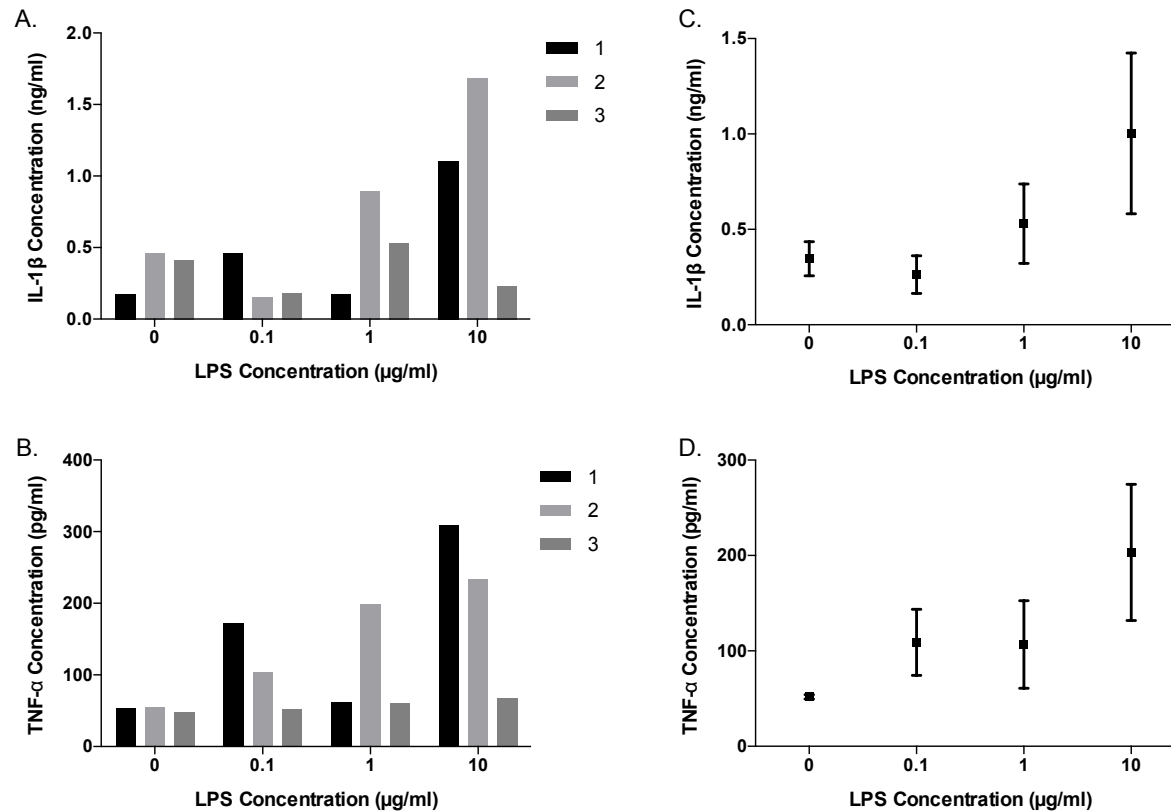 A.
IL-1β Concentration (ng/ml)
2.0
1.5
1.0
0.5
0.0
0 0.1 1 10
LPS Concentration (µg/ml)
1
2
3
C.
IL-1β Concentration (ng/ml)
1.5
1.0
0.5
0.0
0 0.1 1 10
LPS Concentration (µg/ml)
B.
TNF-α Concentration (pg/ml)
400
300
200
100
0
0 0.1 1 10
LPS Concentration (µg/ml)
1
2
3
D.
TNF-α Concentration (pg/ml)
300
200
100
0
0 0.1 1 10
LPS Concentration (µg/ml)